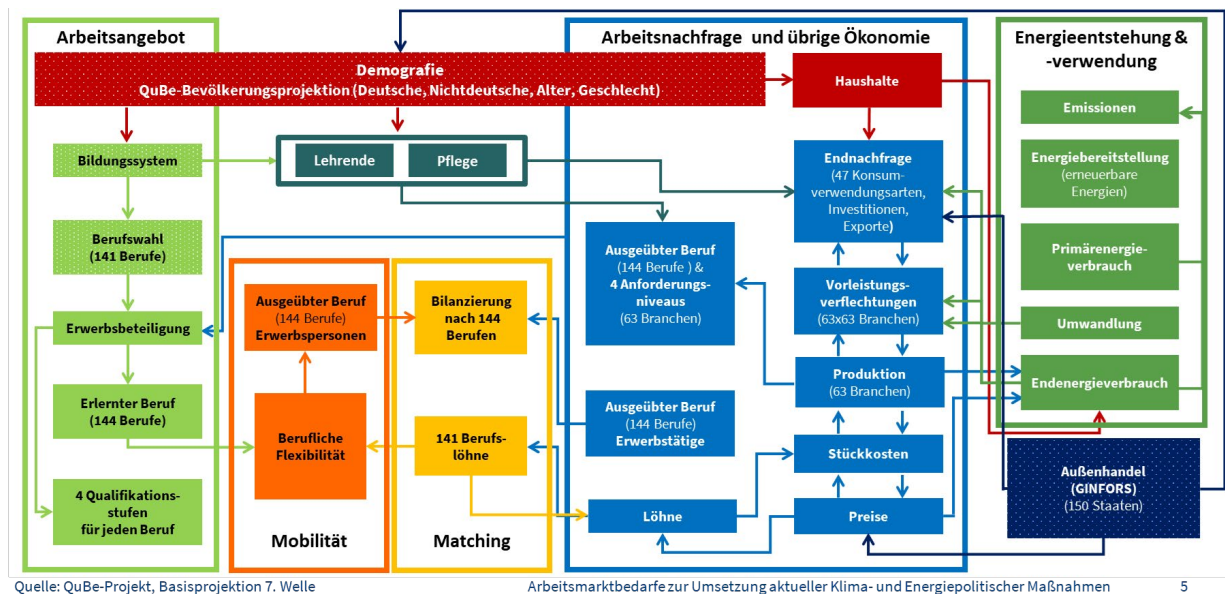 Arbeitsangebot
Arbeitsnachfrage und übrige Ökonomie
Energieentstehung &
-verwendung
Demografie
QuBe-Bevölkerungsprojektion (Deutsche, Nichtdeutsche, Alter, Geschlecht)
Haushalte
Emissionen
Bildungssystem
Lehrende
Pflege
Endnachfrage
(47 Konsum-
verwendungsarten,
Investitionen,
Exporte)
Energiebereitstellung
(erneuerbare
Energien)
Berufswahl
(141 Berufe)
Ausgeübter Beruf
(144 Berufe ) &
4 Anforderungs-
niveaus
(63 Branchen)
Primärenergie-
verbrauch
Erwerbsbeteiligung
Ausgeübter Beruf
(144 Berufe)
Erwerbspersonen
Bilanzierung
nach 144
Berufen
Vorleistungs-
verflechtungen
(63x63 Branchen)
Umwandlung
Erlernter Beruf
(144 Berufe)
Produktion
(63 Branchen)
Endenergieverbrauch
Berufliche
Flexibilität
141 Berufs-
löhne
Ausgeübter Beruf
(144 Berufe)
Erwerbstätige
Stückkosten
Außenhandel
(GINFORS)
(150 Staaten)
4 Qualifikations-
stufen
für jeden Beruf
Löhne
Preise
Mobilität
Matching
Quelle: QuBe-Projekt, Basisprojektion 7. Welle
Arbeitsmarktbedarfe zur Umsetzung aktueller Klima- und Energiepolitischer Maßnahmen
5